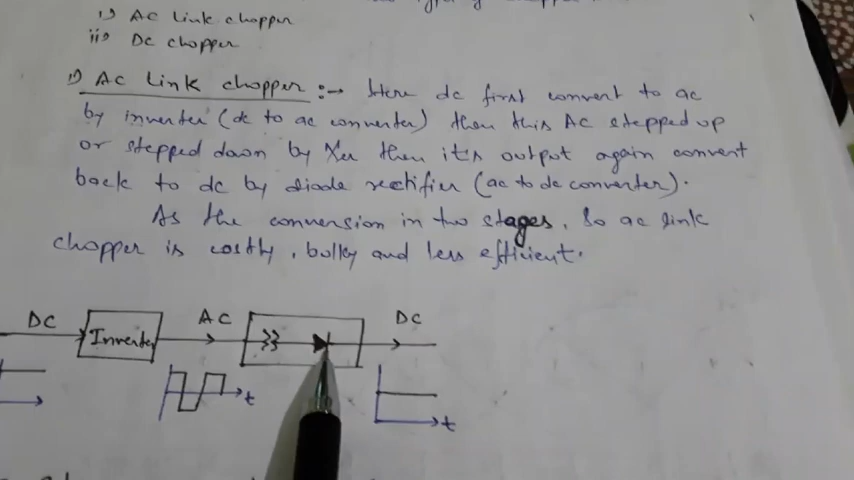 i) AC Link chopper
ii) DC chopper
i) AC Link chopper :- Here dc first convert to ac
by inverter (dc to ac converter) then this AC stepped up
or stepped down by Xer then it's output again convert
back to dc by diode rectifier (ac to dc converter).
As the conversion in two stages, So ac link
chopper is costly, bulky and less efficient.
DC
Inverter
AC
DC
t
t